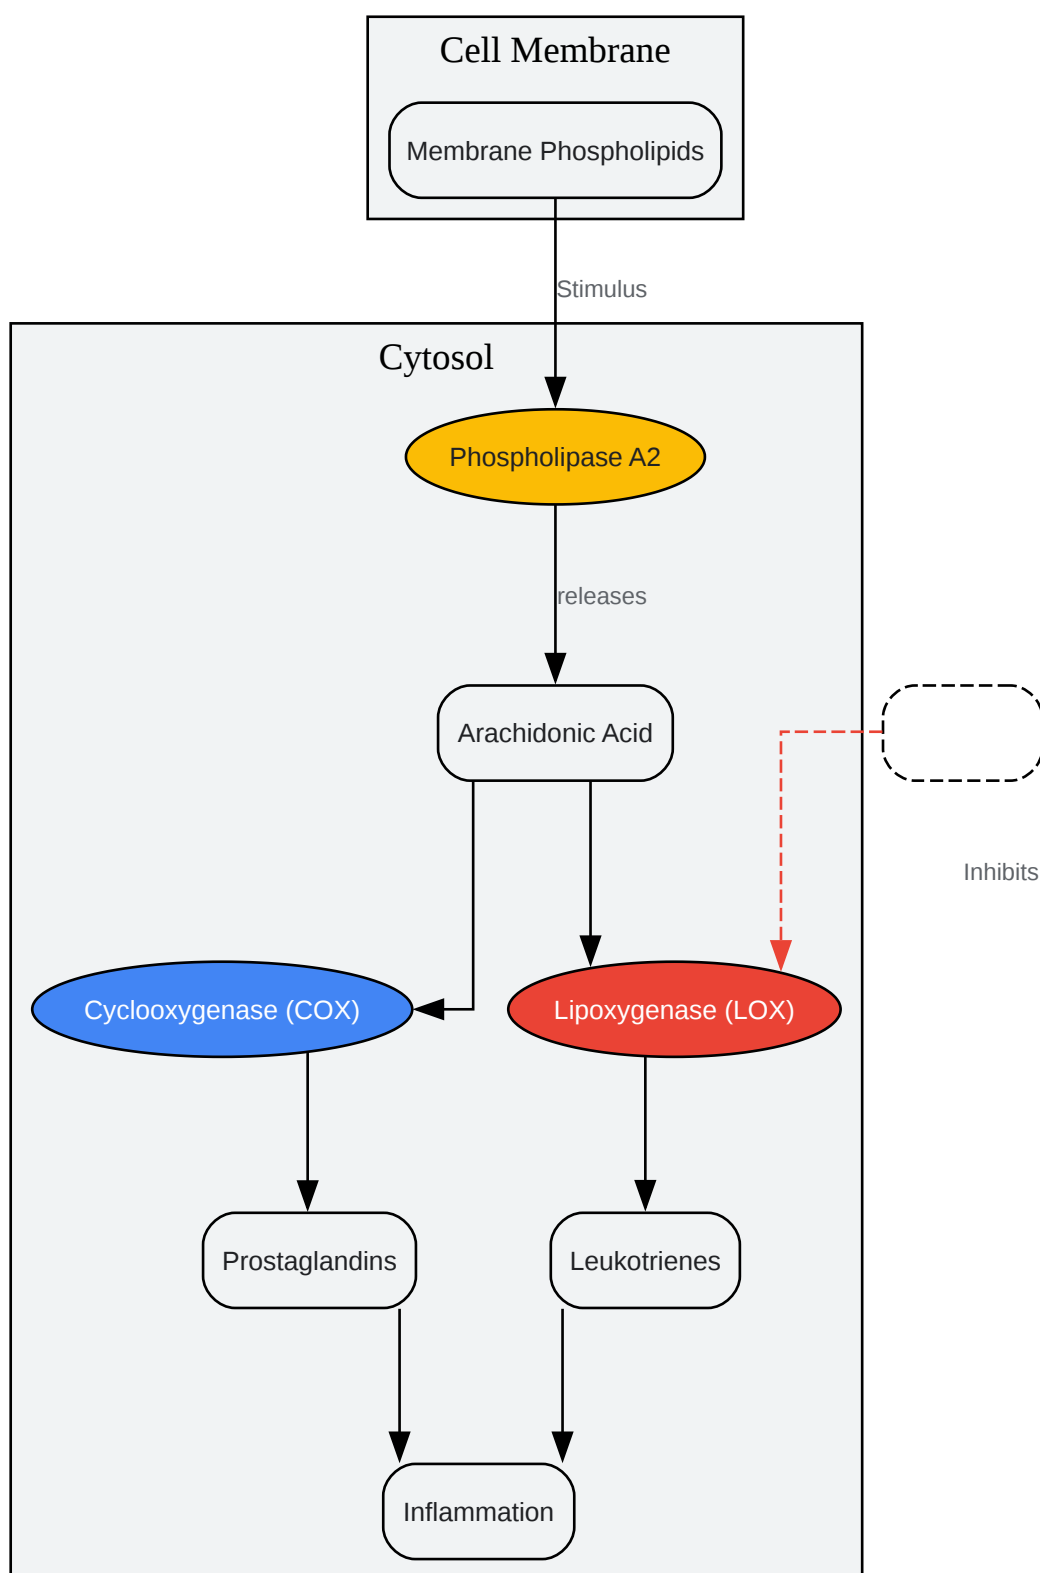 Cell Membrane
Membrane Phospholipids
Stimulus
Cytosol
Phospholipase A2
releases
Arachidonic Acid
Inhibits
Cyclooxygenase (COX)
Lipoxygenase (LOX)
Prostaglandins
Leukotrienes
Inflammation